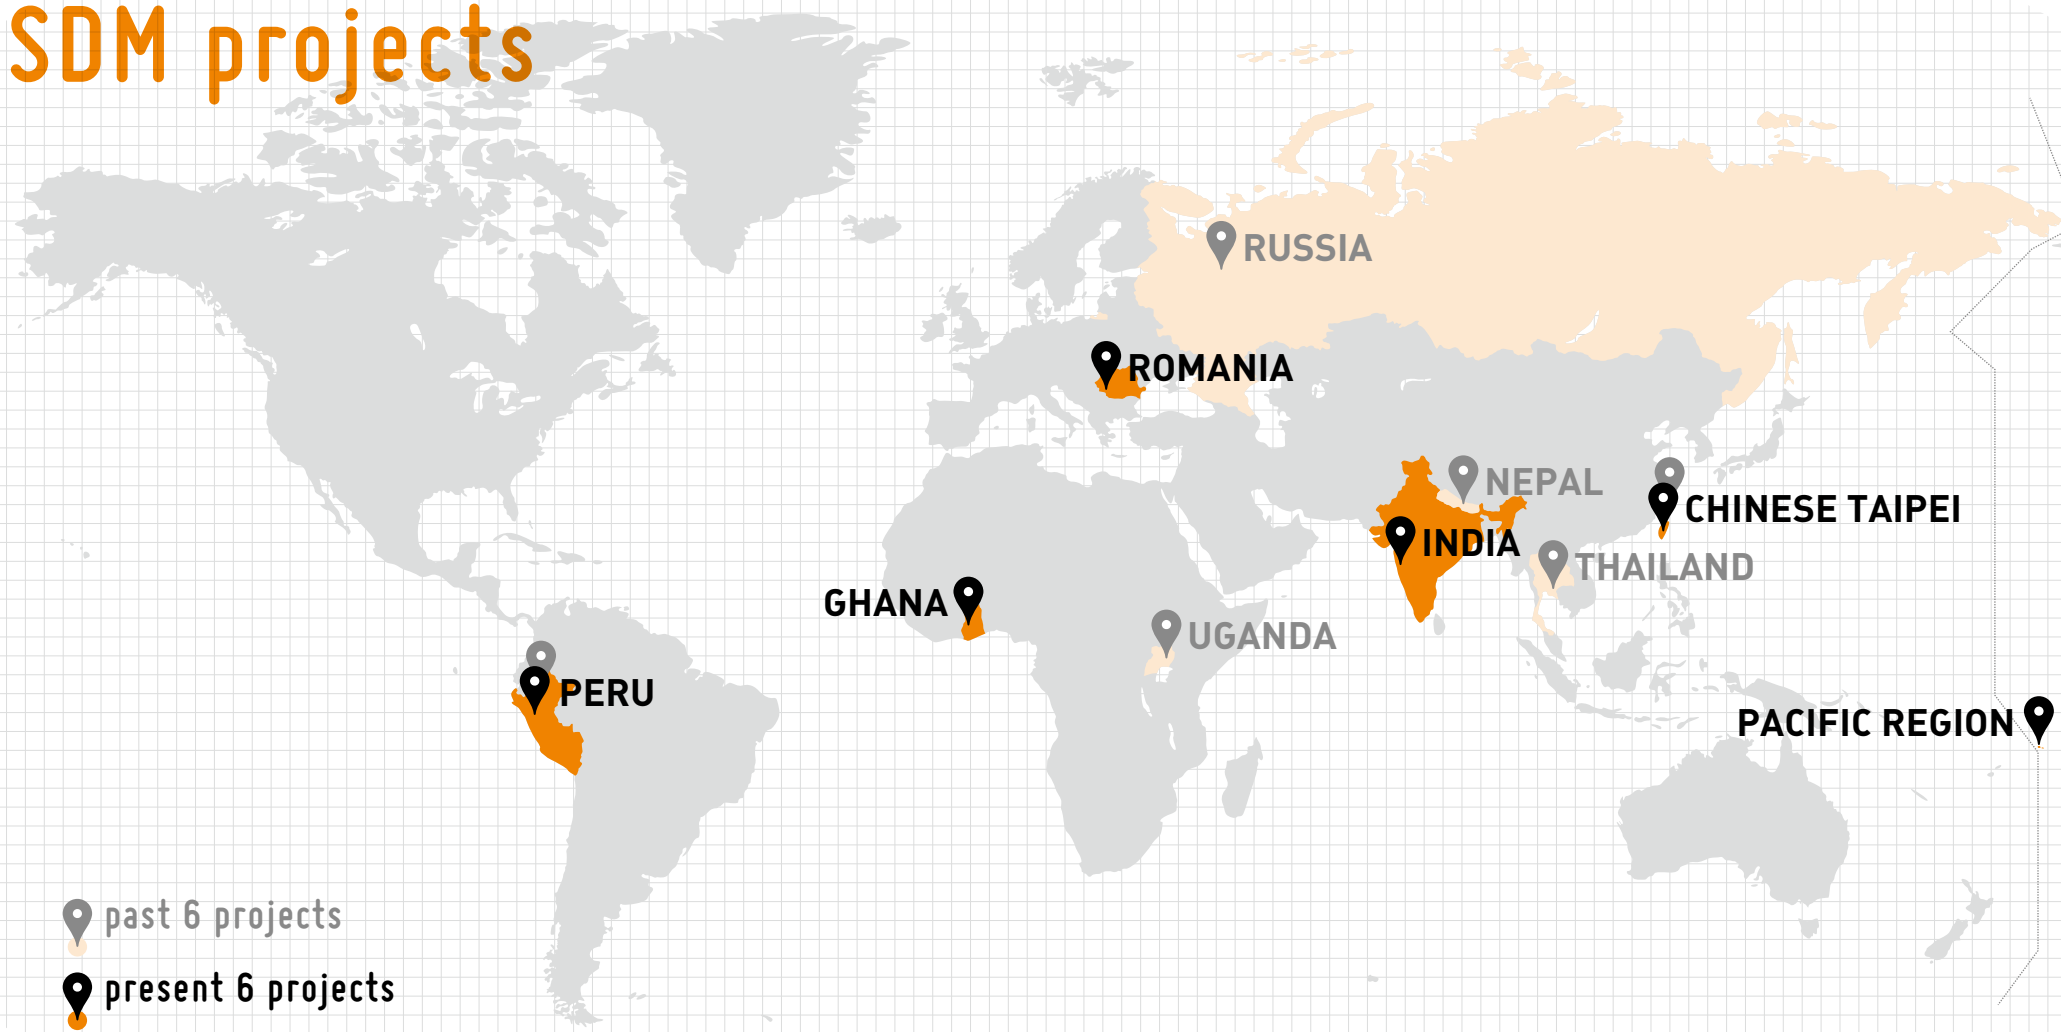 SDM projects
RUSSIA
ROMANIA
NEPAL
CHINESE TAIPEI
INDIA
THAILAND
GHANA
UGANDA
PERU
PACIFIC REGION
past 6 projects
present 6 projects